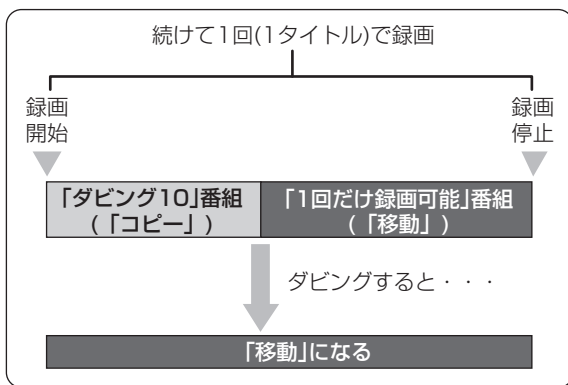 続けて1回(1タイトル)で録画
録画
開始
録画
停止
「ダビング10」番組
(「コピー」)
「1回だけ録画可能」番組
(「移動」)
ダビングすると・・・
「移動」になる